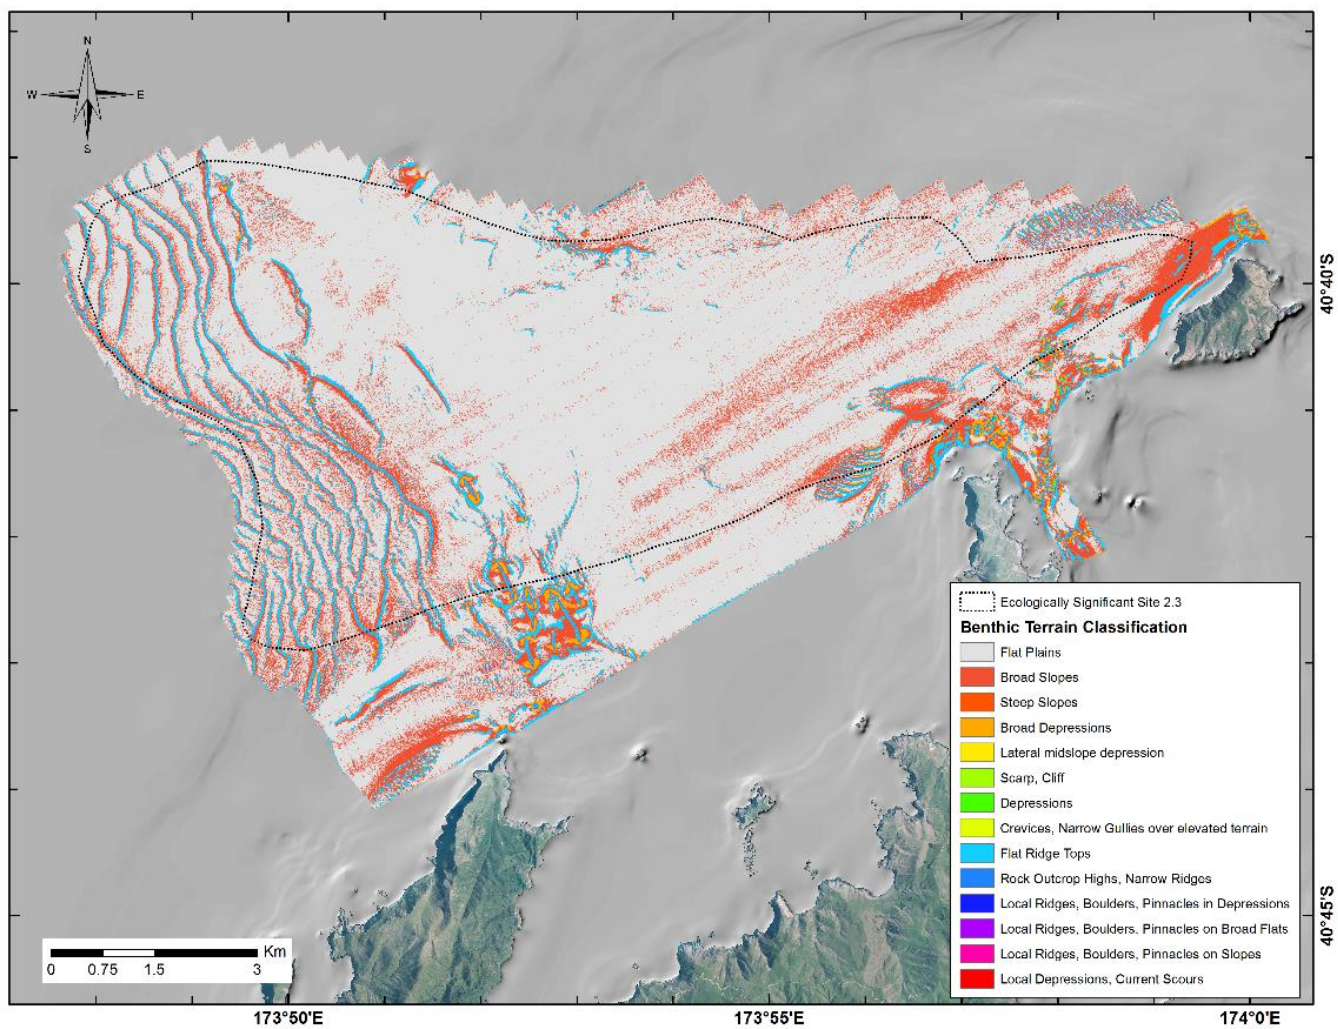 N
W E
S
40°40'S
Ecologically Significant Site 2.3
Benthic Terrain Classification
Flat Plains
Broad Slopes
Steep Slopes
Broad Depressions
Lateral midslope depression
Scarp, Cliff
Depressions
Crevices, Narrow Gullies over elevated terrain
Flat Ridge Tops
Rock Outcrop Highs, Narrow Ridges
Local Ridges, Boulders, Pinnacles in Depressions
Local Ridges, Boulders, Pinnacles on Broad Flats
Local Ridges, Boulders, Pinnacles on Slopes
Local Depressions, Current Scours
40°45'S
Km
0 0.75 1.5 3
173°50'E 173°55'E 174°0'E